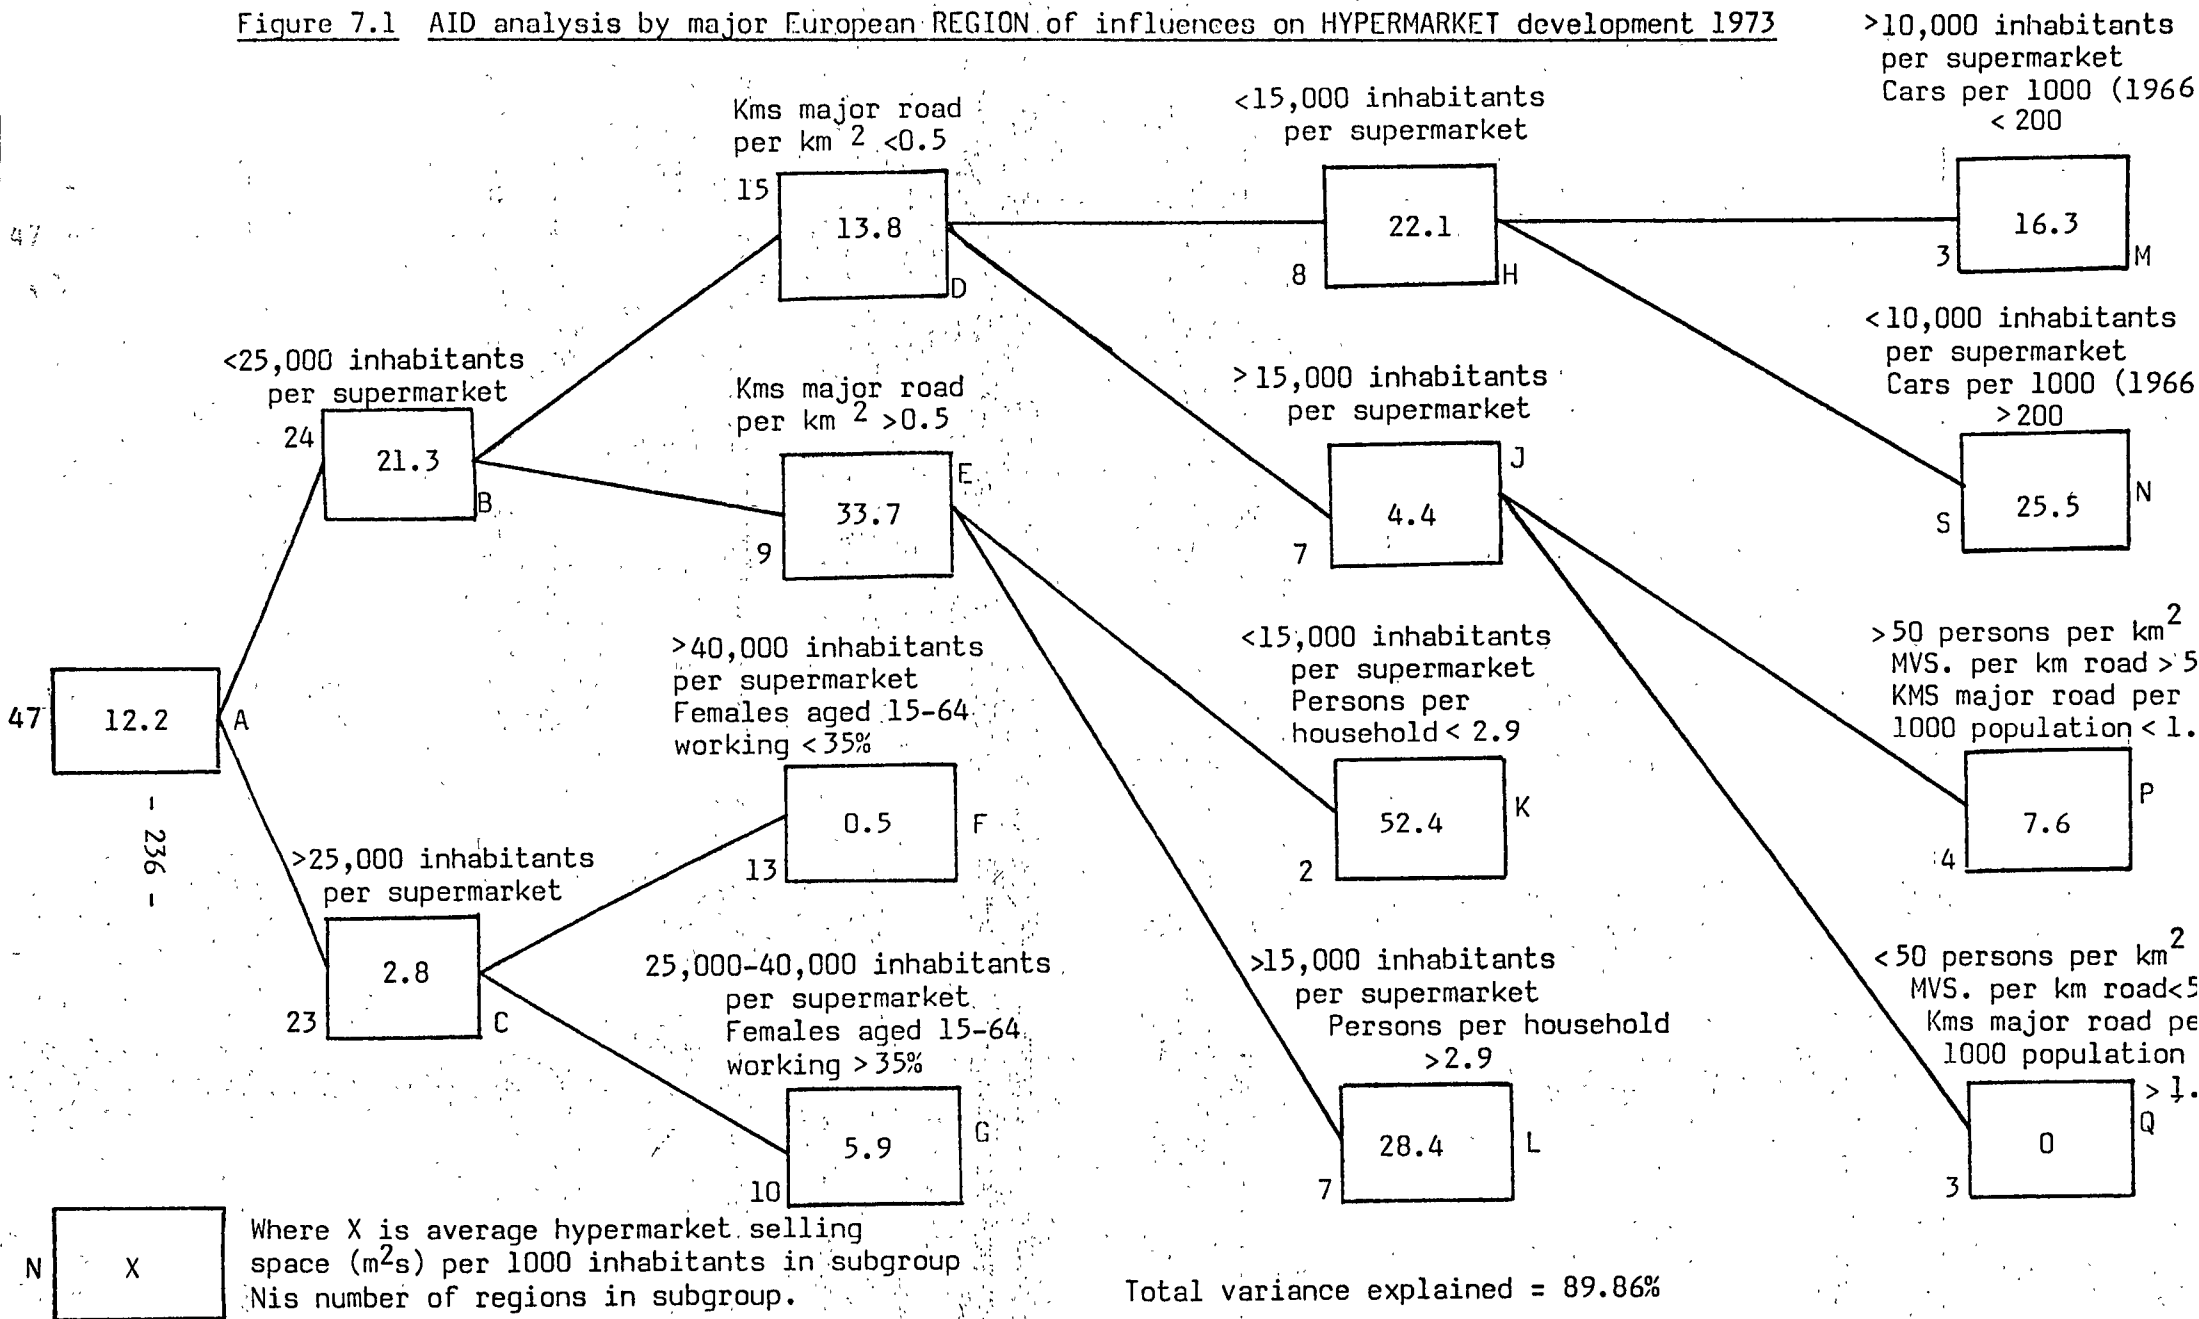 Figure 7.1 AID analysis by major European REGION of influences on HYPERMARKET development 1973
>10,000 inhabitants
per supermarket
Cars per 1000 (1966
< 200
3
16.3
M
<15,000 inhabitants
per supermarket
8
22.1
H
Kms major road
per km 2 <0.5
15
13.8
D
47
<10,000 inhabitants
per supermarket
Cars per 1000 (1966
>200
S
25.5
N
<25,000 inhabitants
per supermarket
24
21.3
B
Kms major road
per km 2 >0.5
9
33.7
E
>15,000 inhabitants
per supermarket
7
4.4
J
>50 persons per km2
MVS. per km road >5
KMS major road per
1000 population < 1.
4
7.6
P
47
12.2
A
>40,000 inhabitants
per supermarket
Females aged 15-64
working <35%
13
0.5
F
<15,000 inhabitants
per supermarket
Persons per
household < 2.9
2
52.4
K
- 236 -
>25,000 inhabitants
per supermarket
23
2.8
C
25,000-40,000 inhabitants
per supermarket
Females aged 15-64
working >35%
10
5.9
G
>15,000 inhabitants
per supermarket
Persons per household
>2.9
7
28.4
L
<50 persons per km2
MVS. per km road<5
Kms major road pe
1000 population
> 1.
3
0
Q
N
X
Where X is average hypermarket selling
space (m2s) per 1000 inhabitants in subgroup
Nis number of regions in subgroup.
Total variance explained = 89.86%